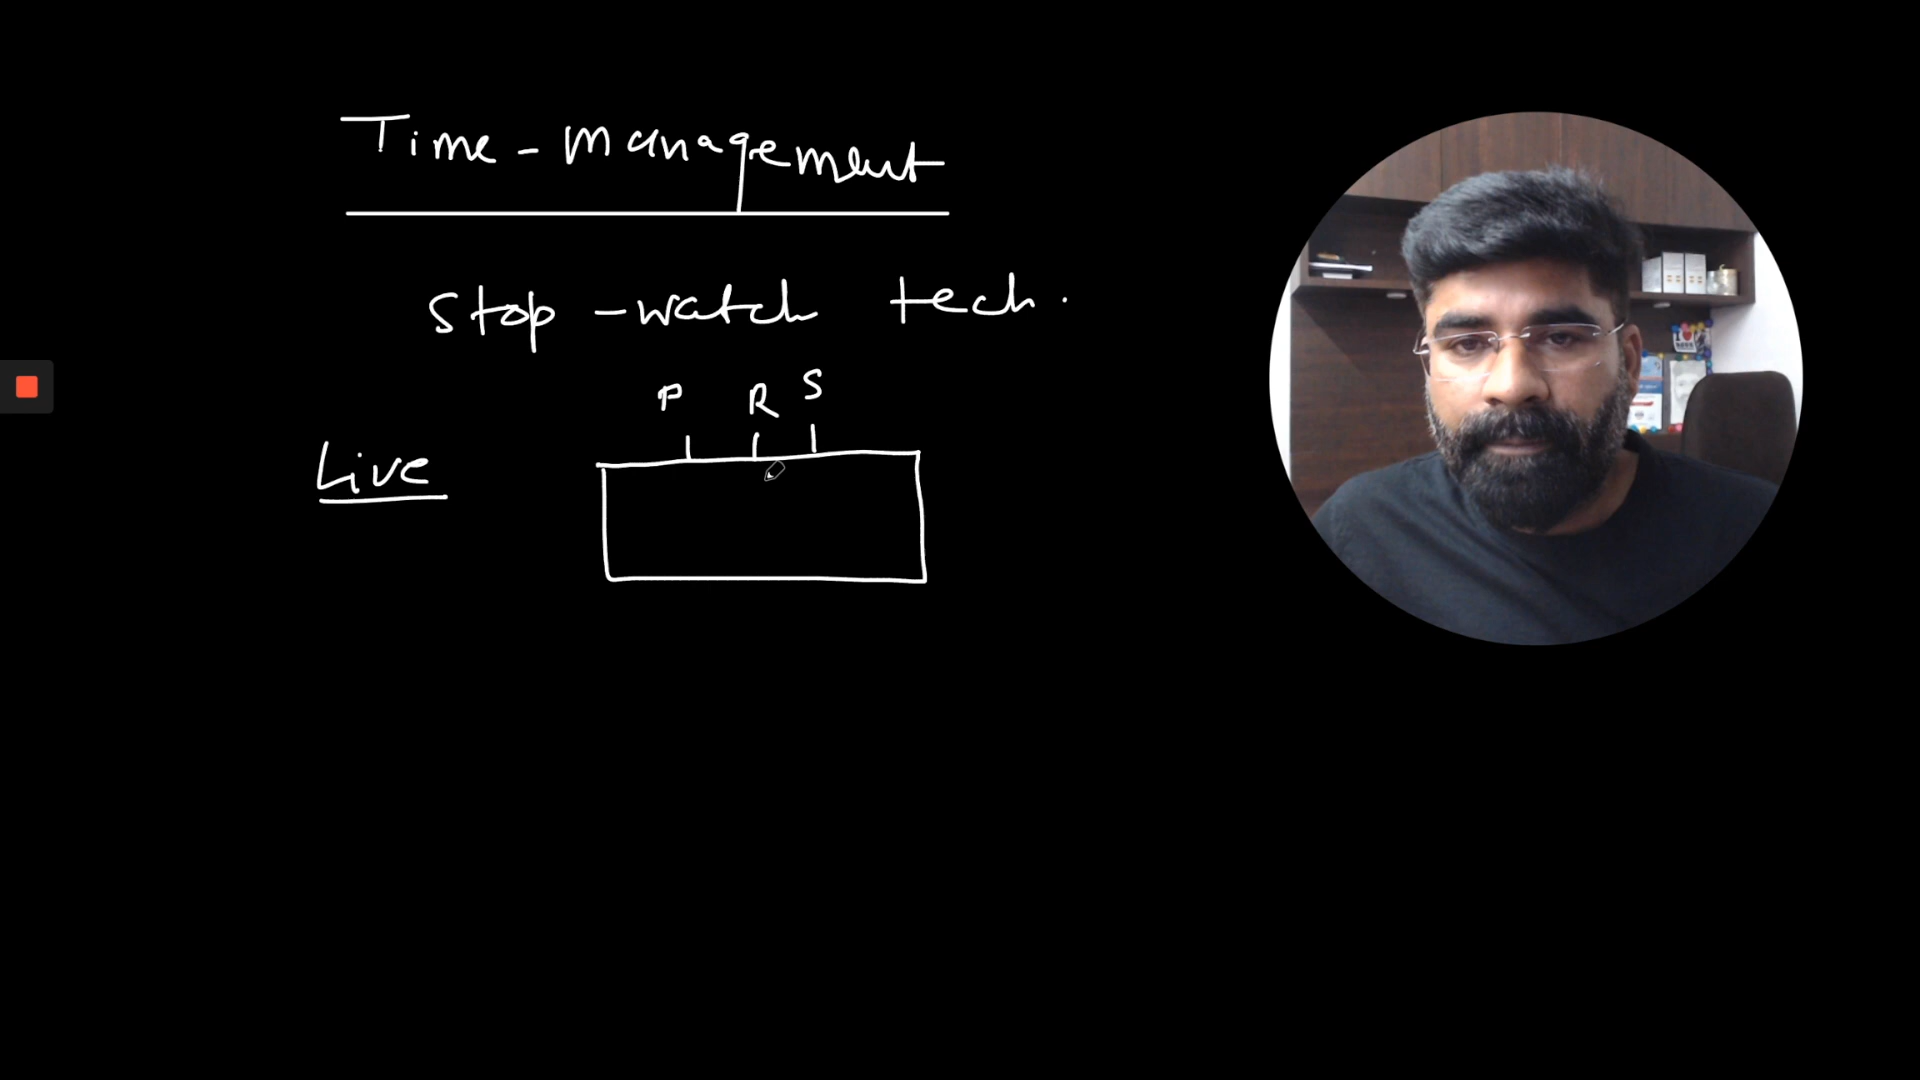 Time - management
Stop - watch tech.
P R S
Live